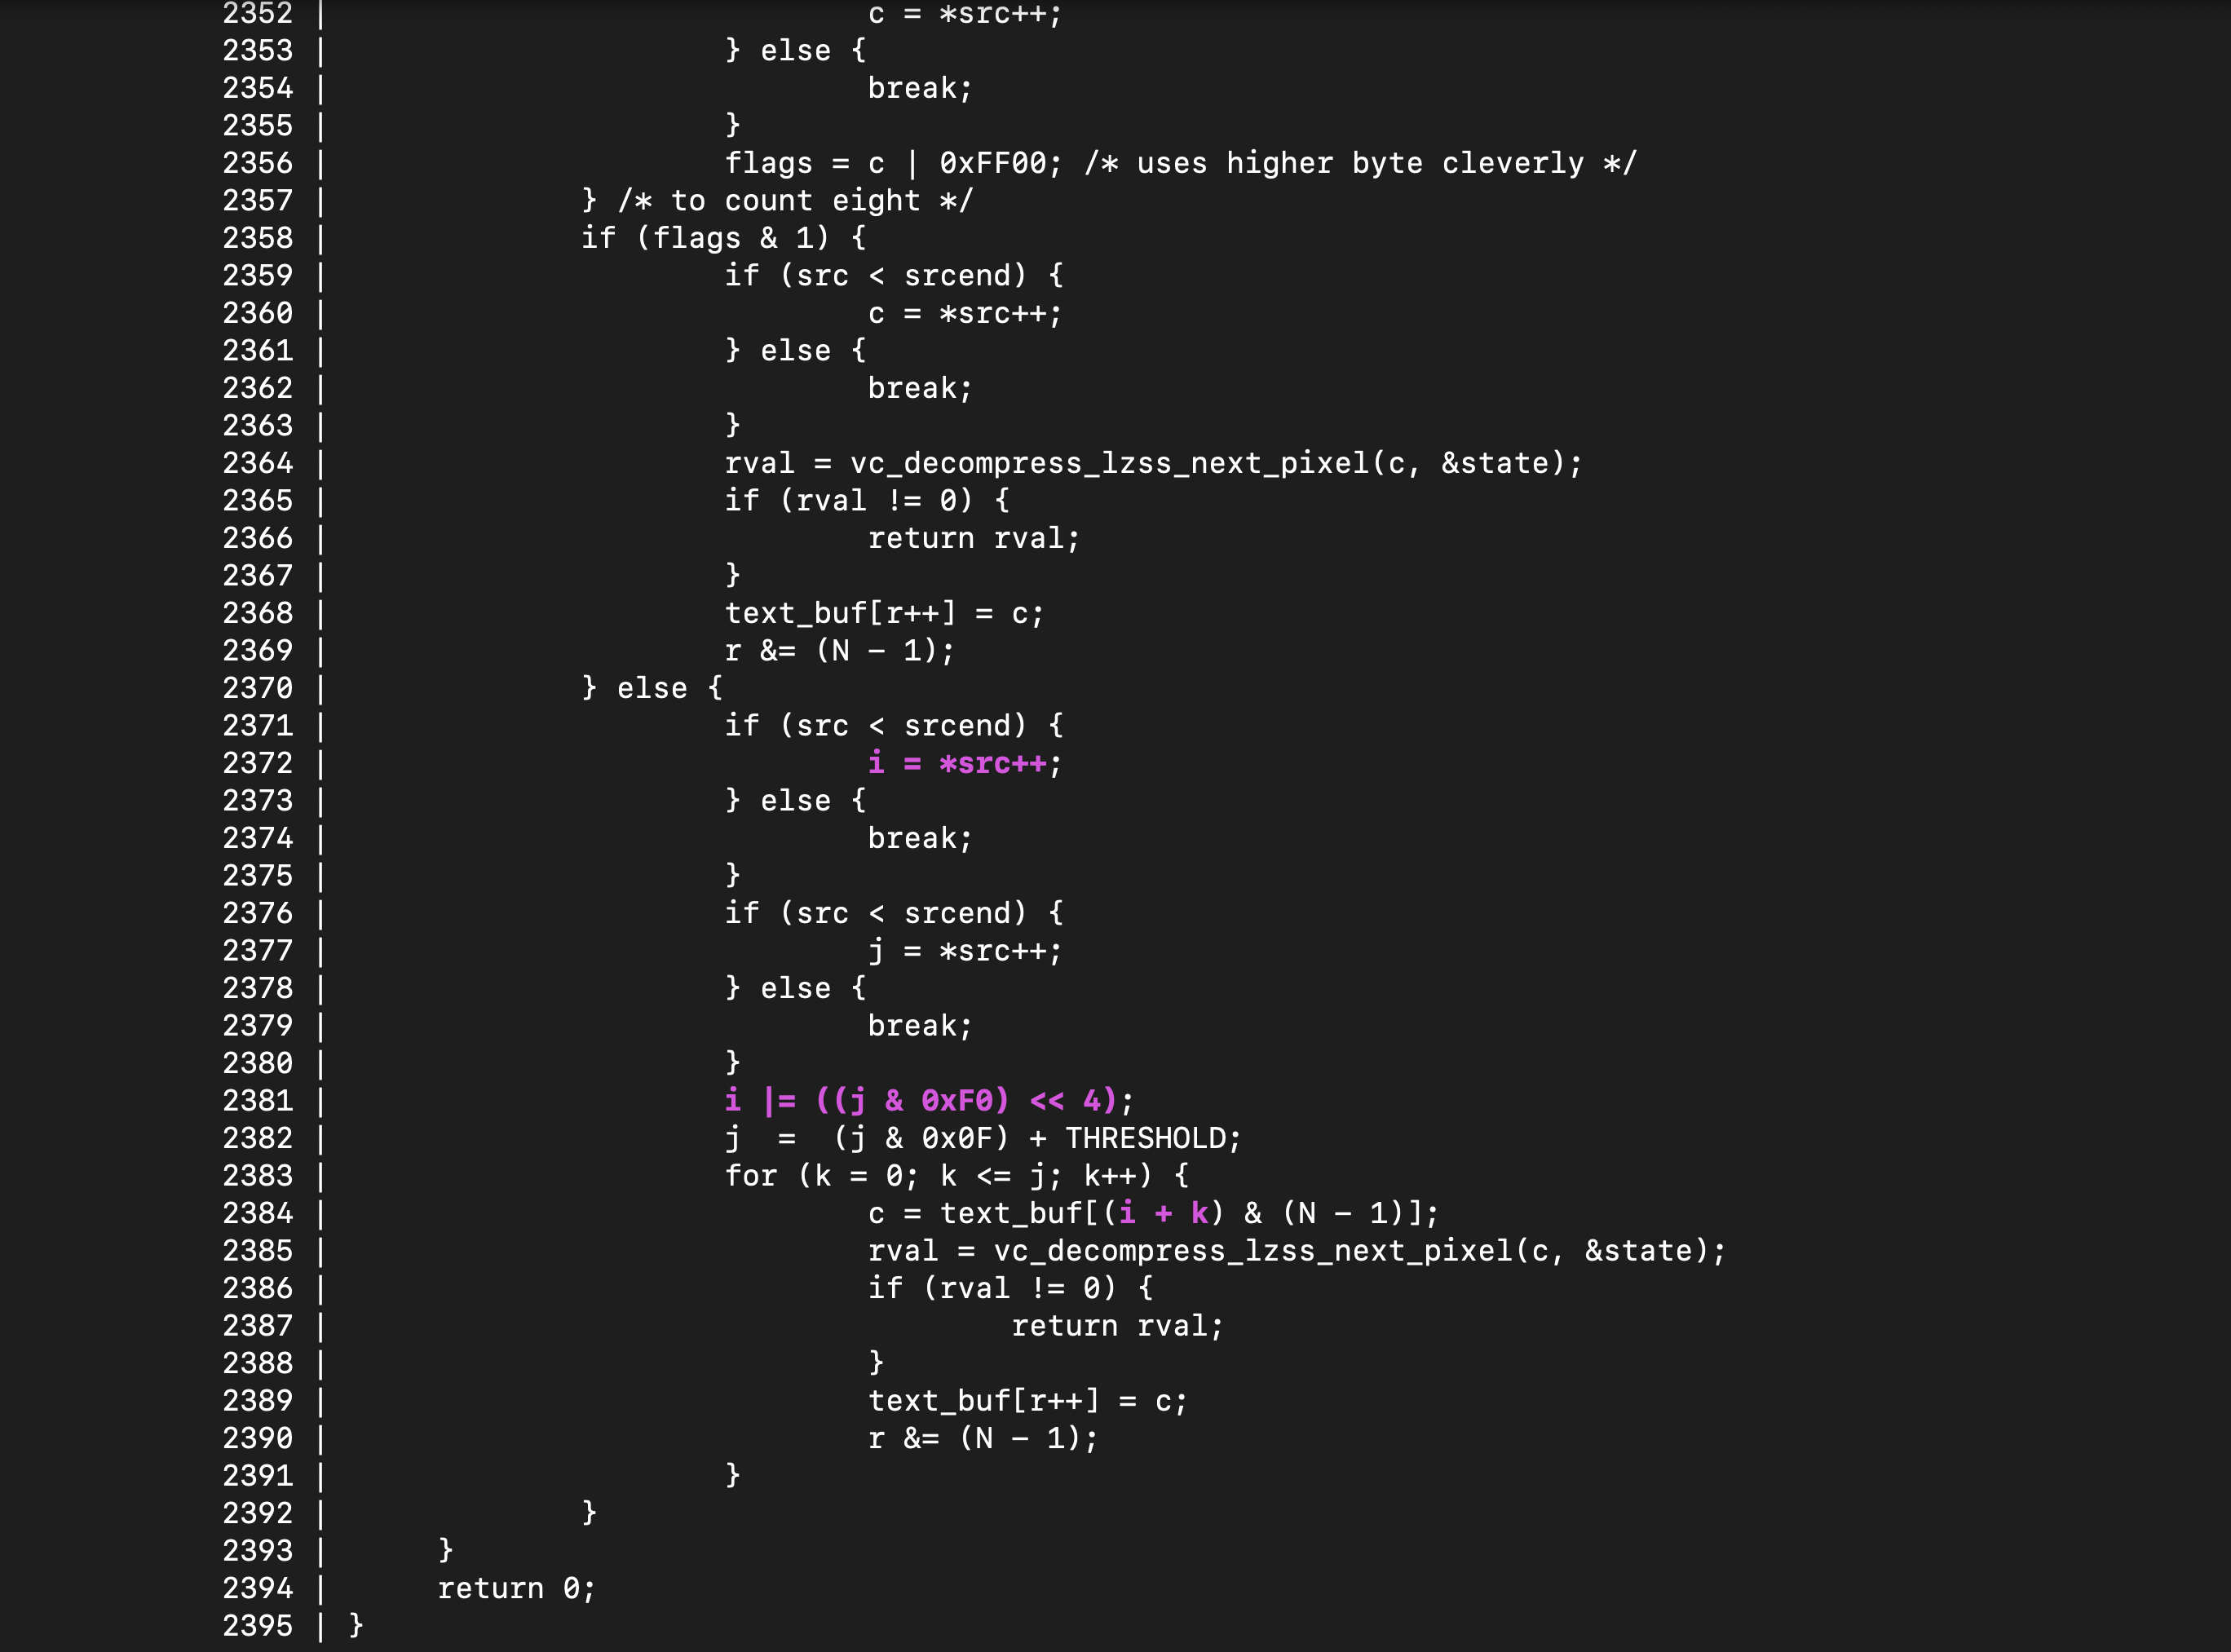 2352 |                               c = *src++;
2353 |                       } else {
2354 |                               break;
2355 |                       }
2356 |                       flags = c | 0xFF00; /* uses higher byte cleverly */
2357 |               } /* to count eight */
2358 |               if (flags & 1) {
2359 |                       if (src < srcend) {
2360 |                               c = *src++;
2361 |                       } else {
2362 |                               break;
2363 |                       }
2364 |                       rval = vc_decompress_lzss_next_pixel(c, &state);
2365 |                       if (rval != 0) {
2366 |                               return rval;
2367 |                       }
2368 |                       text_buf[r++] = c;
2369 |                       r &= (N - 1);
2370 |               } else {
2371 |                       if (src < srcend) {
2372 |                               i = *src++;
2373 |                       } else {
2374 |                               break;
2375 |                       }
2376 |                       if (src < srcend) {
2377 |                               j = *src++;
2378 |                       } else {
2379 |                               break;
2380 |                       }
2381 |                       i |= ((j & 0xF0) << 4);
2382 |                       j  =  (j & 0x0F) + THRESHOLD;
2383 |                       for (k = 0; k <= j; k++) {
2384 |                               c = text_buf[(i + k) & (N - 1)];
2385 |                               rval = vc_decompress_lzss_next_pixel(c, &state);
2386 |                               if (rval != 0) {
2387 |                                       return rval;
2388 |                               }
2389 |                               text_buf[r++] = c;
2390 |                               r &= (N - 1);
2391 |                       }
2392 |               }
2393 |       }
2394 |       return 0;
2395 | }